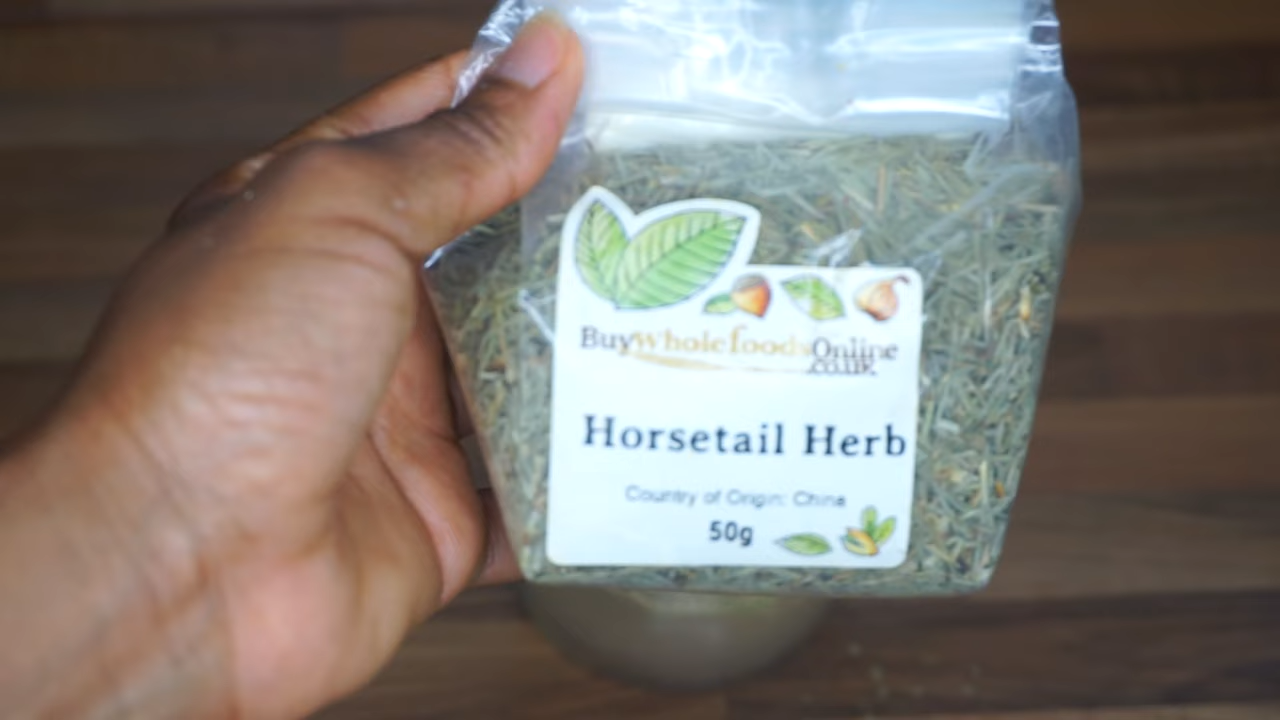 BuywholefoodsOnline
.co.uk
Horsetail Herb
Country of Origin: China
50g